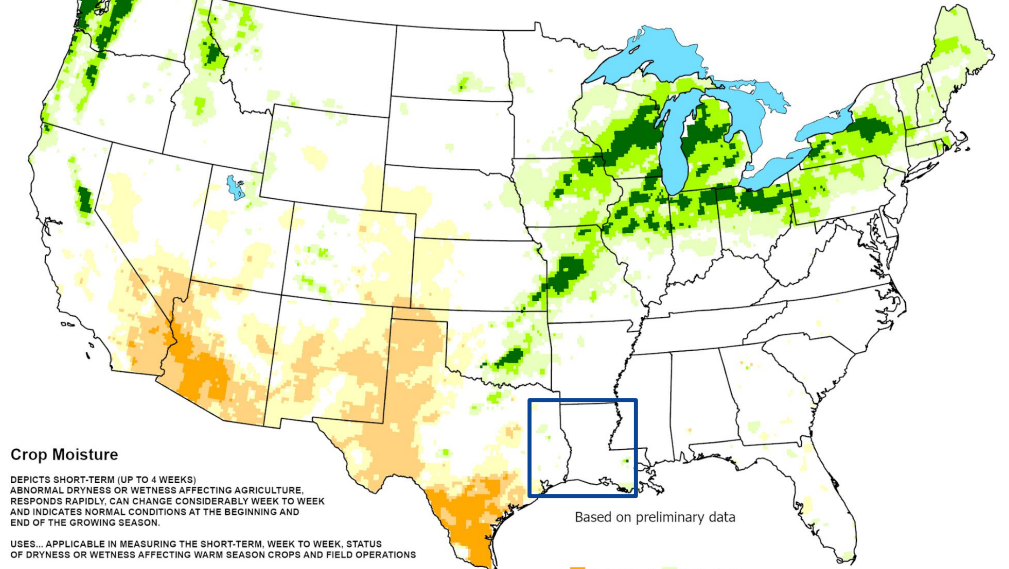 Crop Moisture
DEPICTS SHORT-TERM (UP TO 4 WEEKS)
ABNORMAL DRYNESS OR WETNESS AFFECTING AGRICULTURE,
RESPONDS RAPIDLY, CAN CHANGE CONSIDERABLY WEEK TO WEEK
AND INDICATES NORMAL CONDITIONS AT THE BEGINNING AND
END OF THE GROWING SEASON.
USES... APPLICABLE IN MEASURING THE SHORT-TERM, WEEK TO WEEK, STATUS
OF DRYNESS OR WETNESS AFFECTING WARM SEASON CROPS AND FIELD OPERATIONS
Based on preliminary data